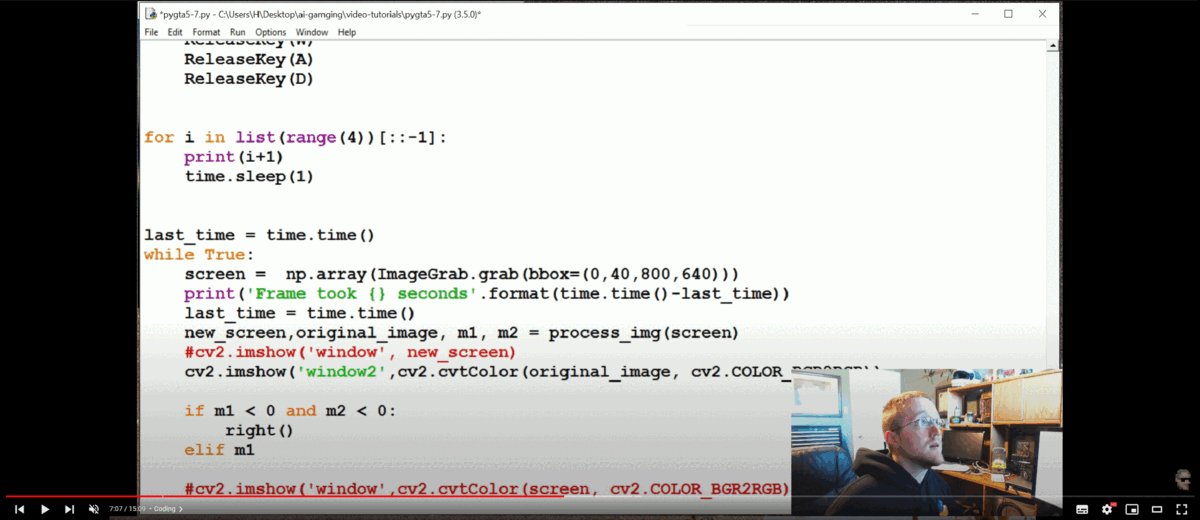 *pygta5-7.py - C:\Users\H\Desktop\ai-gamging\video-tutorials\pygta5-7.py (3.5.0)*
File Edit Format Run Options Window Help
ReleaseKey(W)
ReleaseKey(A)
ReleaseKey(D)
for i in list(range(4))[::-1]:
print(i+1)
time.sleep(1)
last_time = time.time()
while True:
screen = np.array(ImageGrab.grab(bbox=(0,40,800,640)))
print('Frame took {} seconds'.format(time.time()-last_time))
last_time = time.time()
new_screen,original_image, m1, m2 = process_img(screen)
#cv2.imshow('window', new_screen)
cv2.imshow('window2',cv2.cvtColor(original_image, cv2.COLOR_BGR2RGB))
if m1 < 0 and m2 < 0:
right()
elif m1
#cv2.imshow('window',cv2.cvtColor(screen, cv2.COLOR_BGR2RGB)
7:07 / 15:09 • Coding